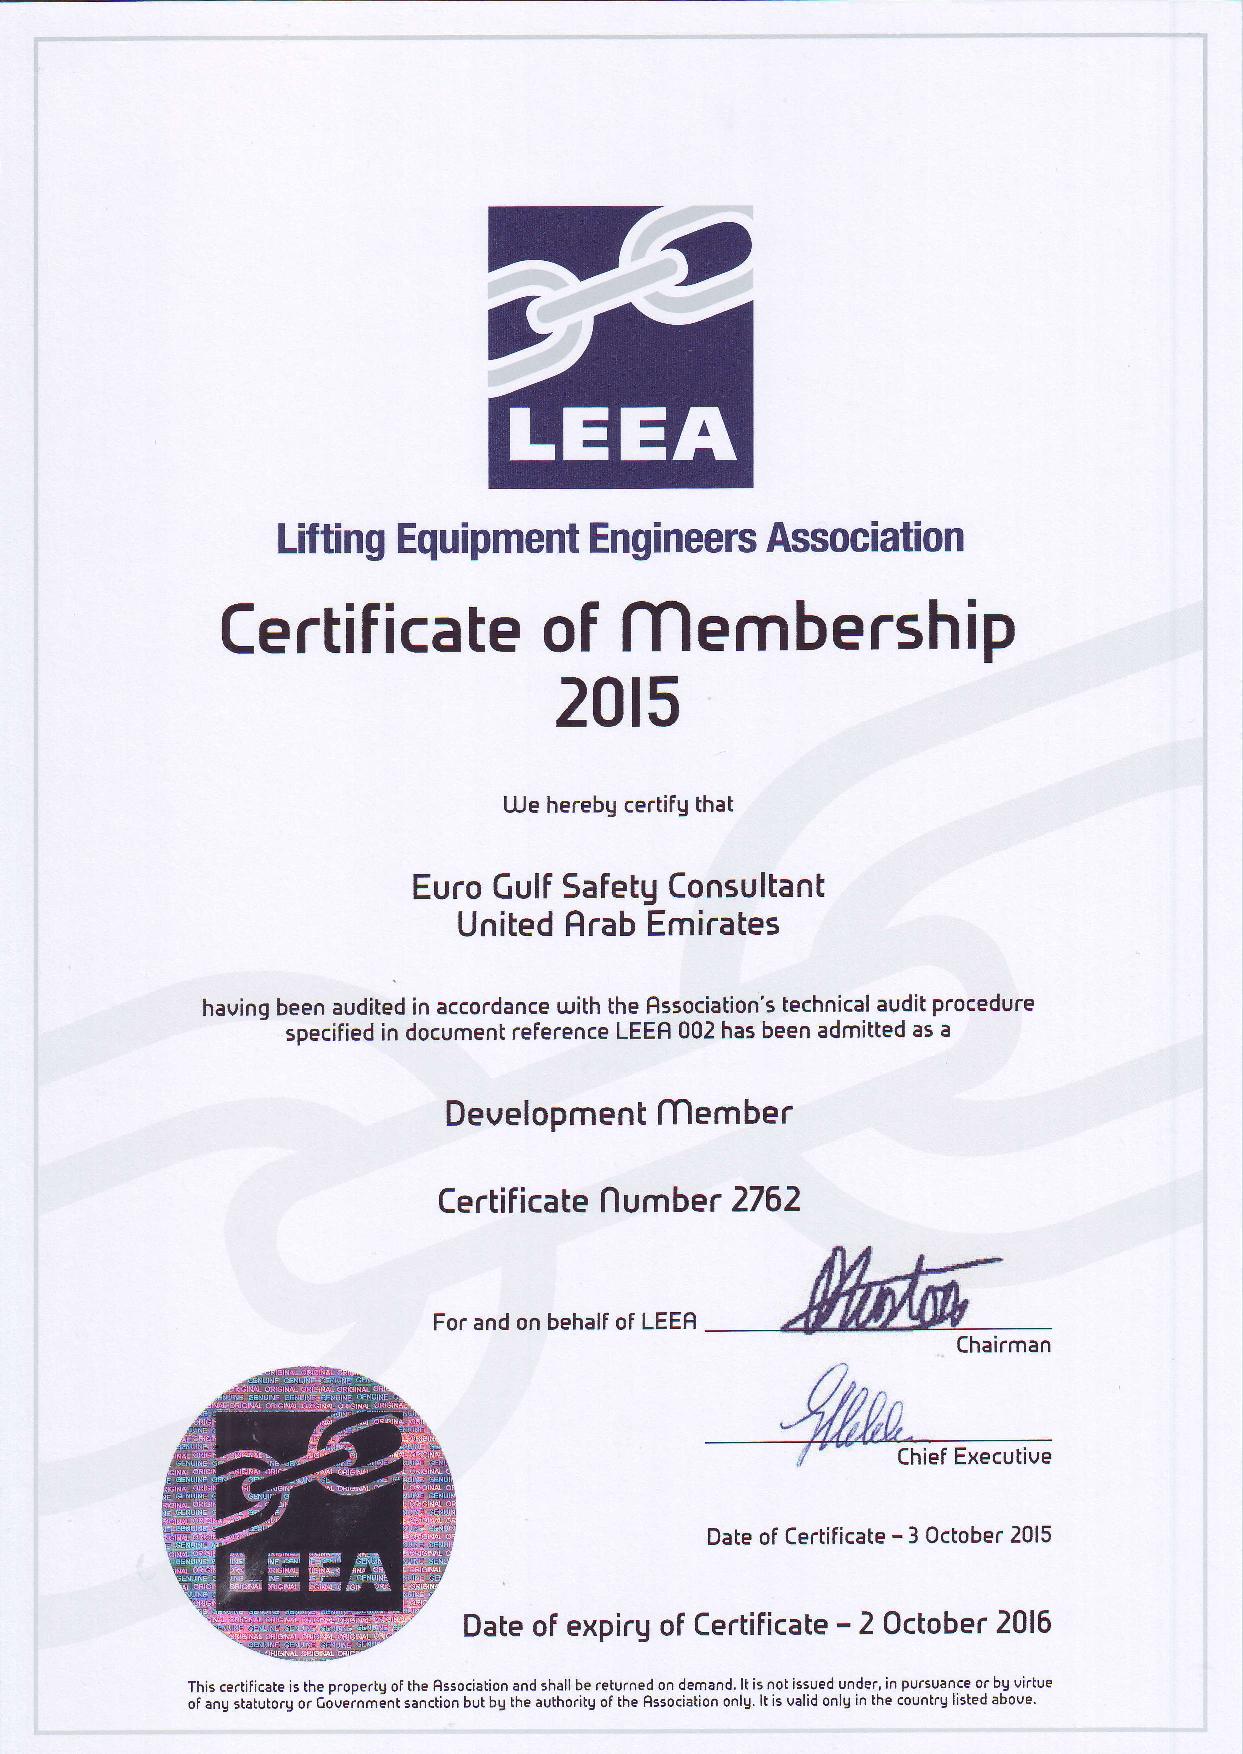 LEEA
Lifting Equipment Engineers Association
Certificate of Membership
2015
We hereby certify that
Euro Gulf Safety Consultant
United Arab Emirates
having been audited in accordance with the Association's technical audit procedure
specified in document reference LEEA 002 has been admitted as a
Development Member
Certificate Number 2762
For and on behalf of LEEA
Chairman
Chief Executive
Date of Certificate – 3 October 2015
LEEA
Date of expiry of Certificate – 2 October 2016
This certificate is the property of the Association and shall be returned on demand. It is not issued under, in pursuance or by virtue
of any statutory or Government sanction but by the authority of the Association only. It is valid only in the country listed above.